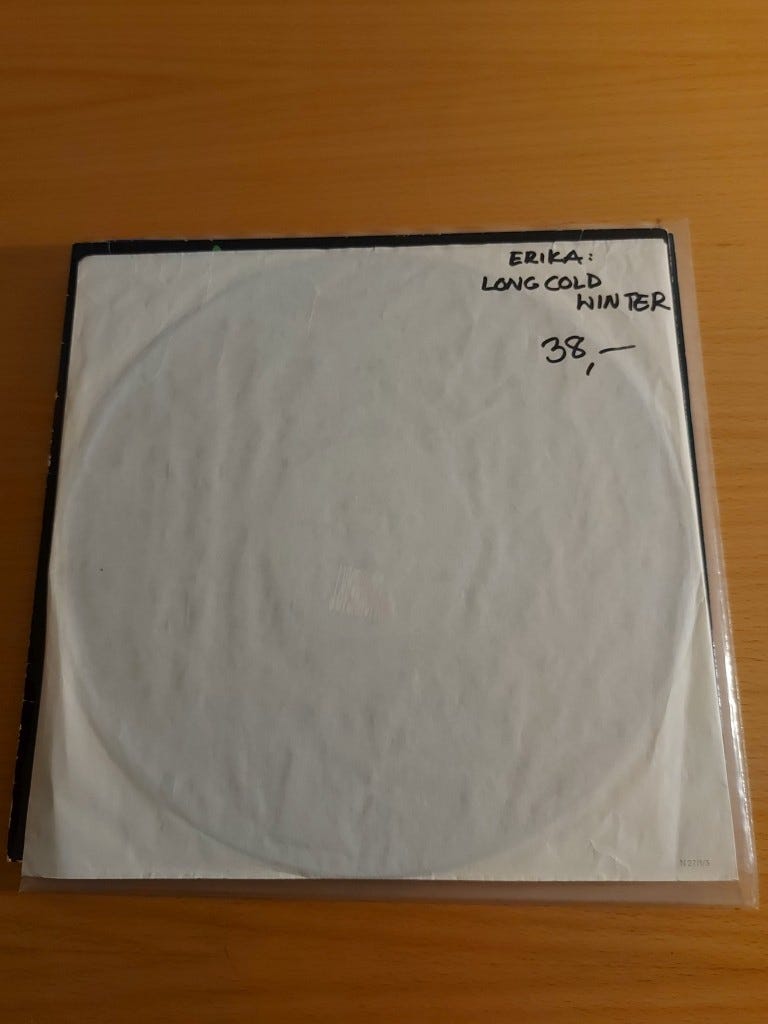 ERIKA:
LONG COLD
WINTER
38,—